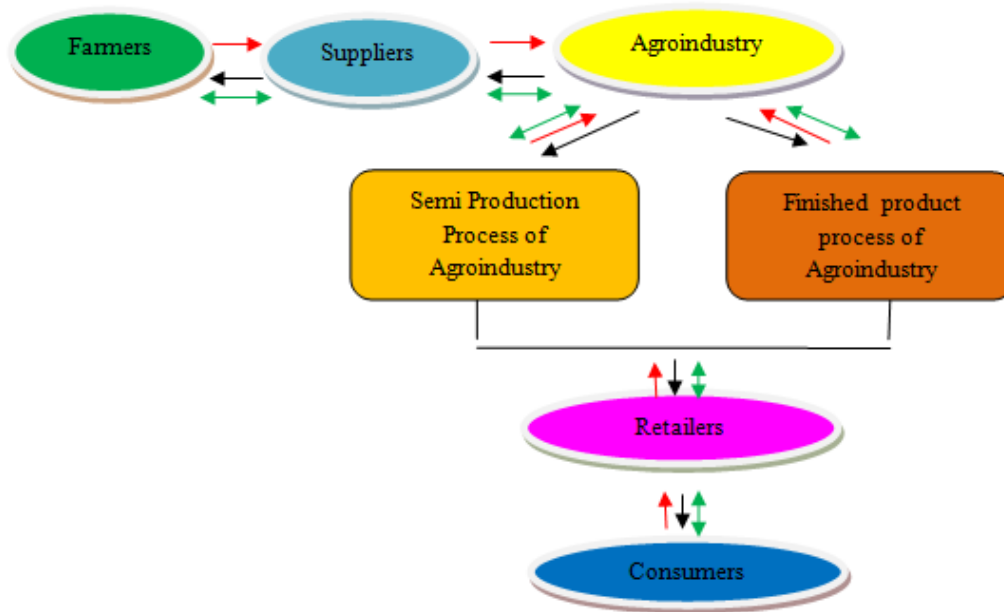 Farmers
Suppliers
Agroindustry
Semi Production
Process of
Agroindustry
Finished product
process of
Agroindustry
Retailers
Consumers